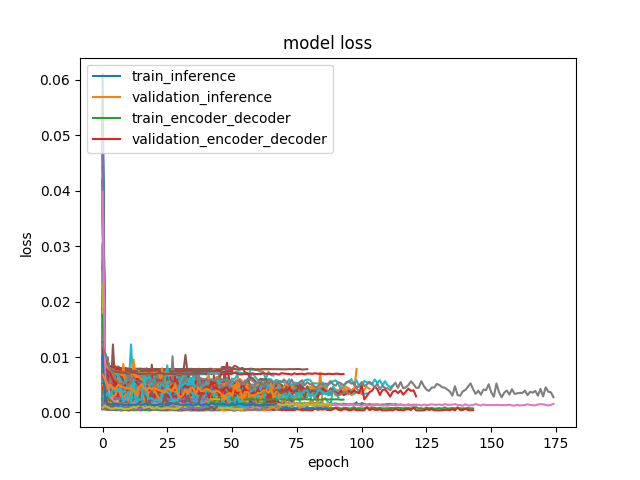 model loss
train_inference
validation_inference
train_encoder_decoder
validation_encoder_decoder
loss
0.06
0.05
0.04
0.03
0.02
0.01
0.00
0 25 50 75 100 125 150 175
epoch